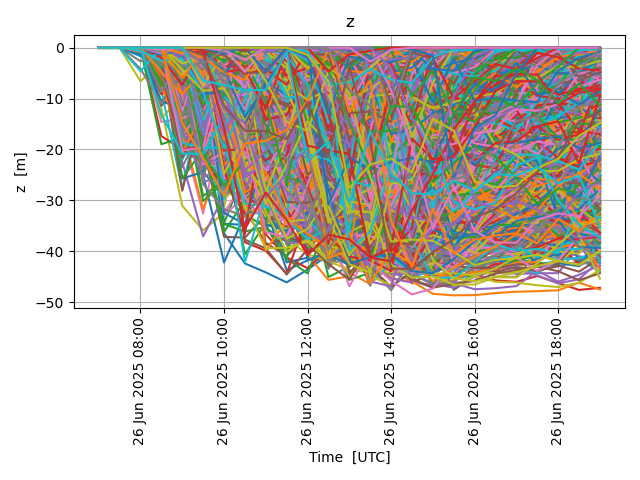 z
0
−10
−20
−30
−40
−50
z [m]
26 Jun 2025 08:00
26 Jun 2025 10:00
26 Jun 2025 12:00
26 Jun 2025 14:00
26 Jun 2025 16:00
26 Jun 2025 18:00
Time [UTC]